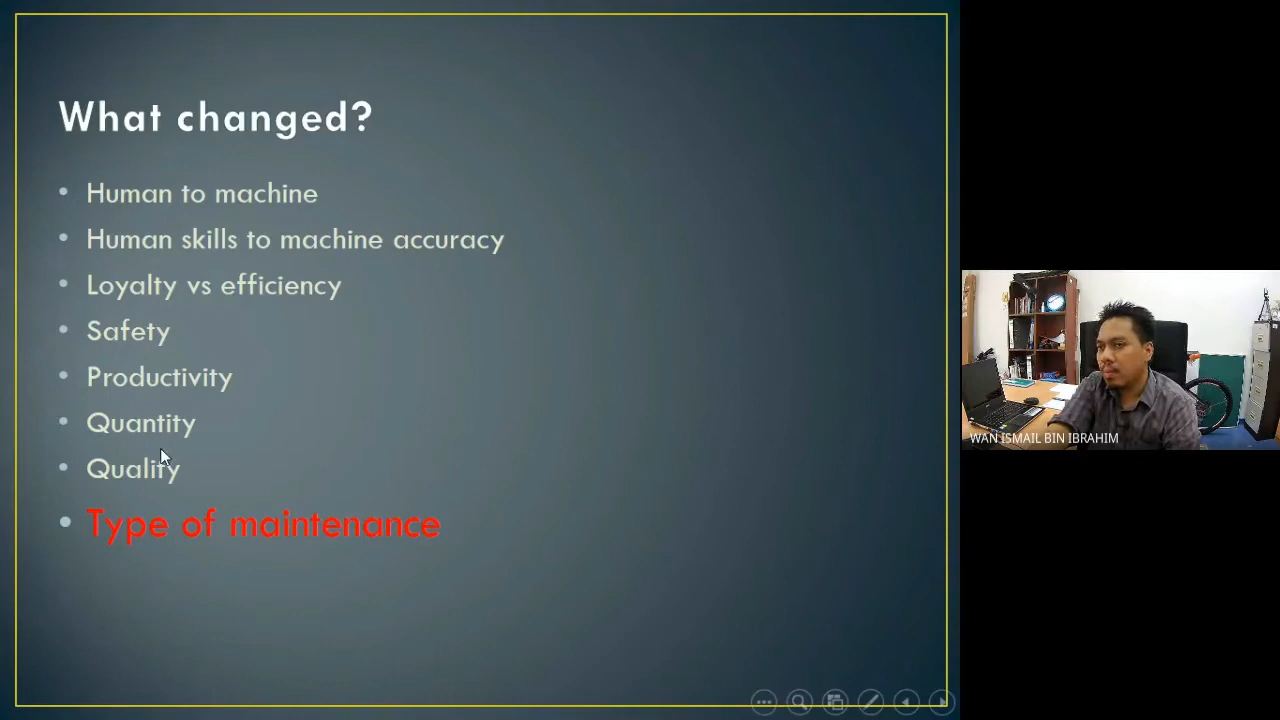 What changed?
• Human to machine
• Human skills to machine accuracy
• Loyalty vs efficiency
• Safety
• Productivity
• Quantity
• Quality
• Type of maintenance
WAN ISMAIL BIN IBRAHIM